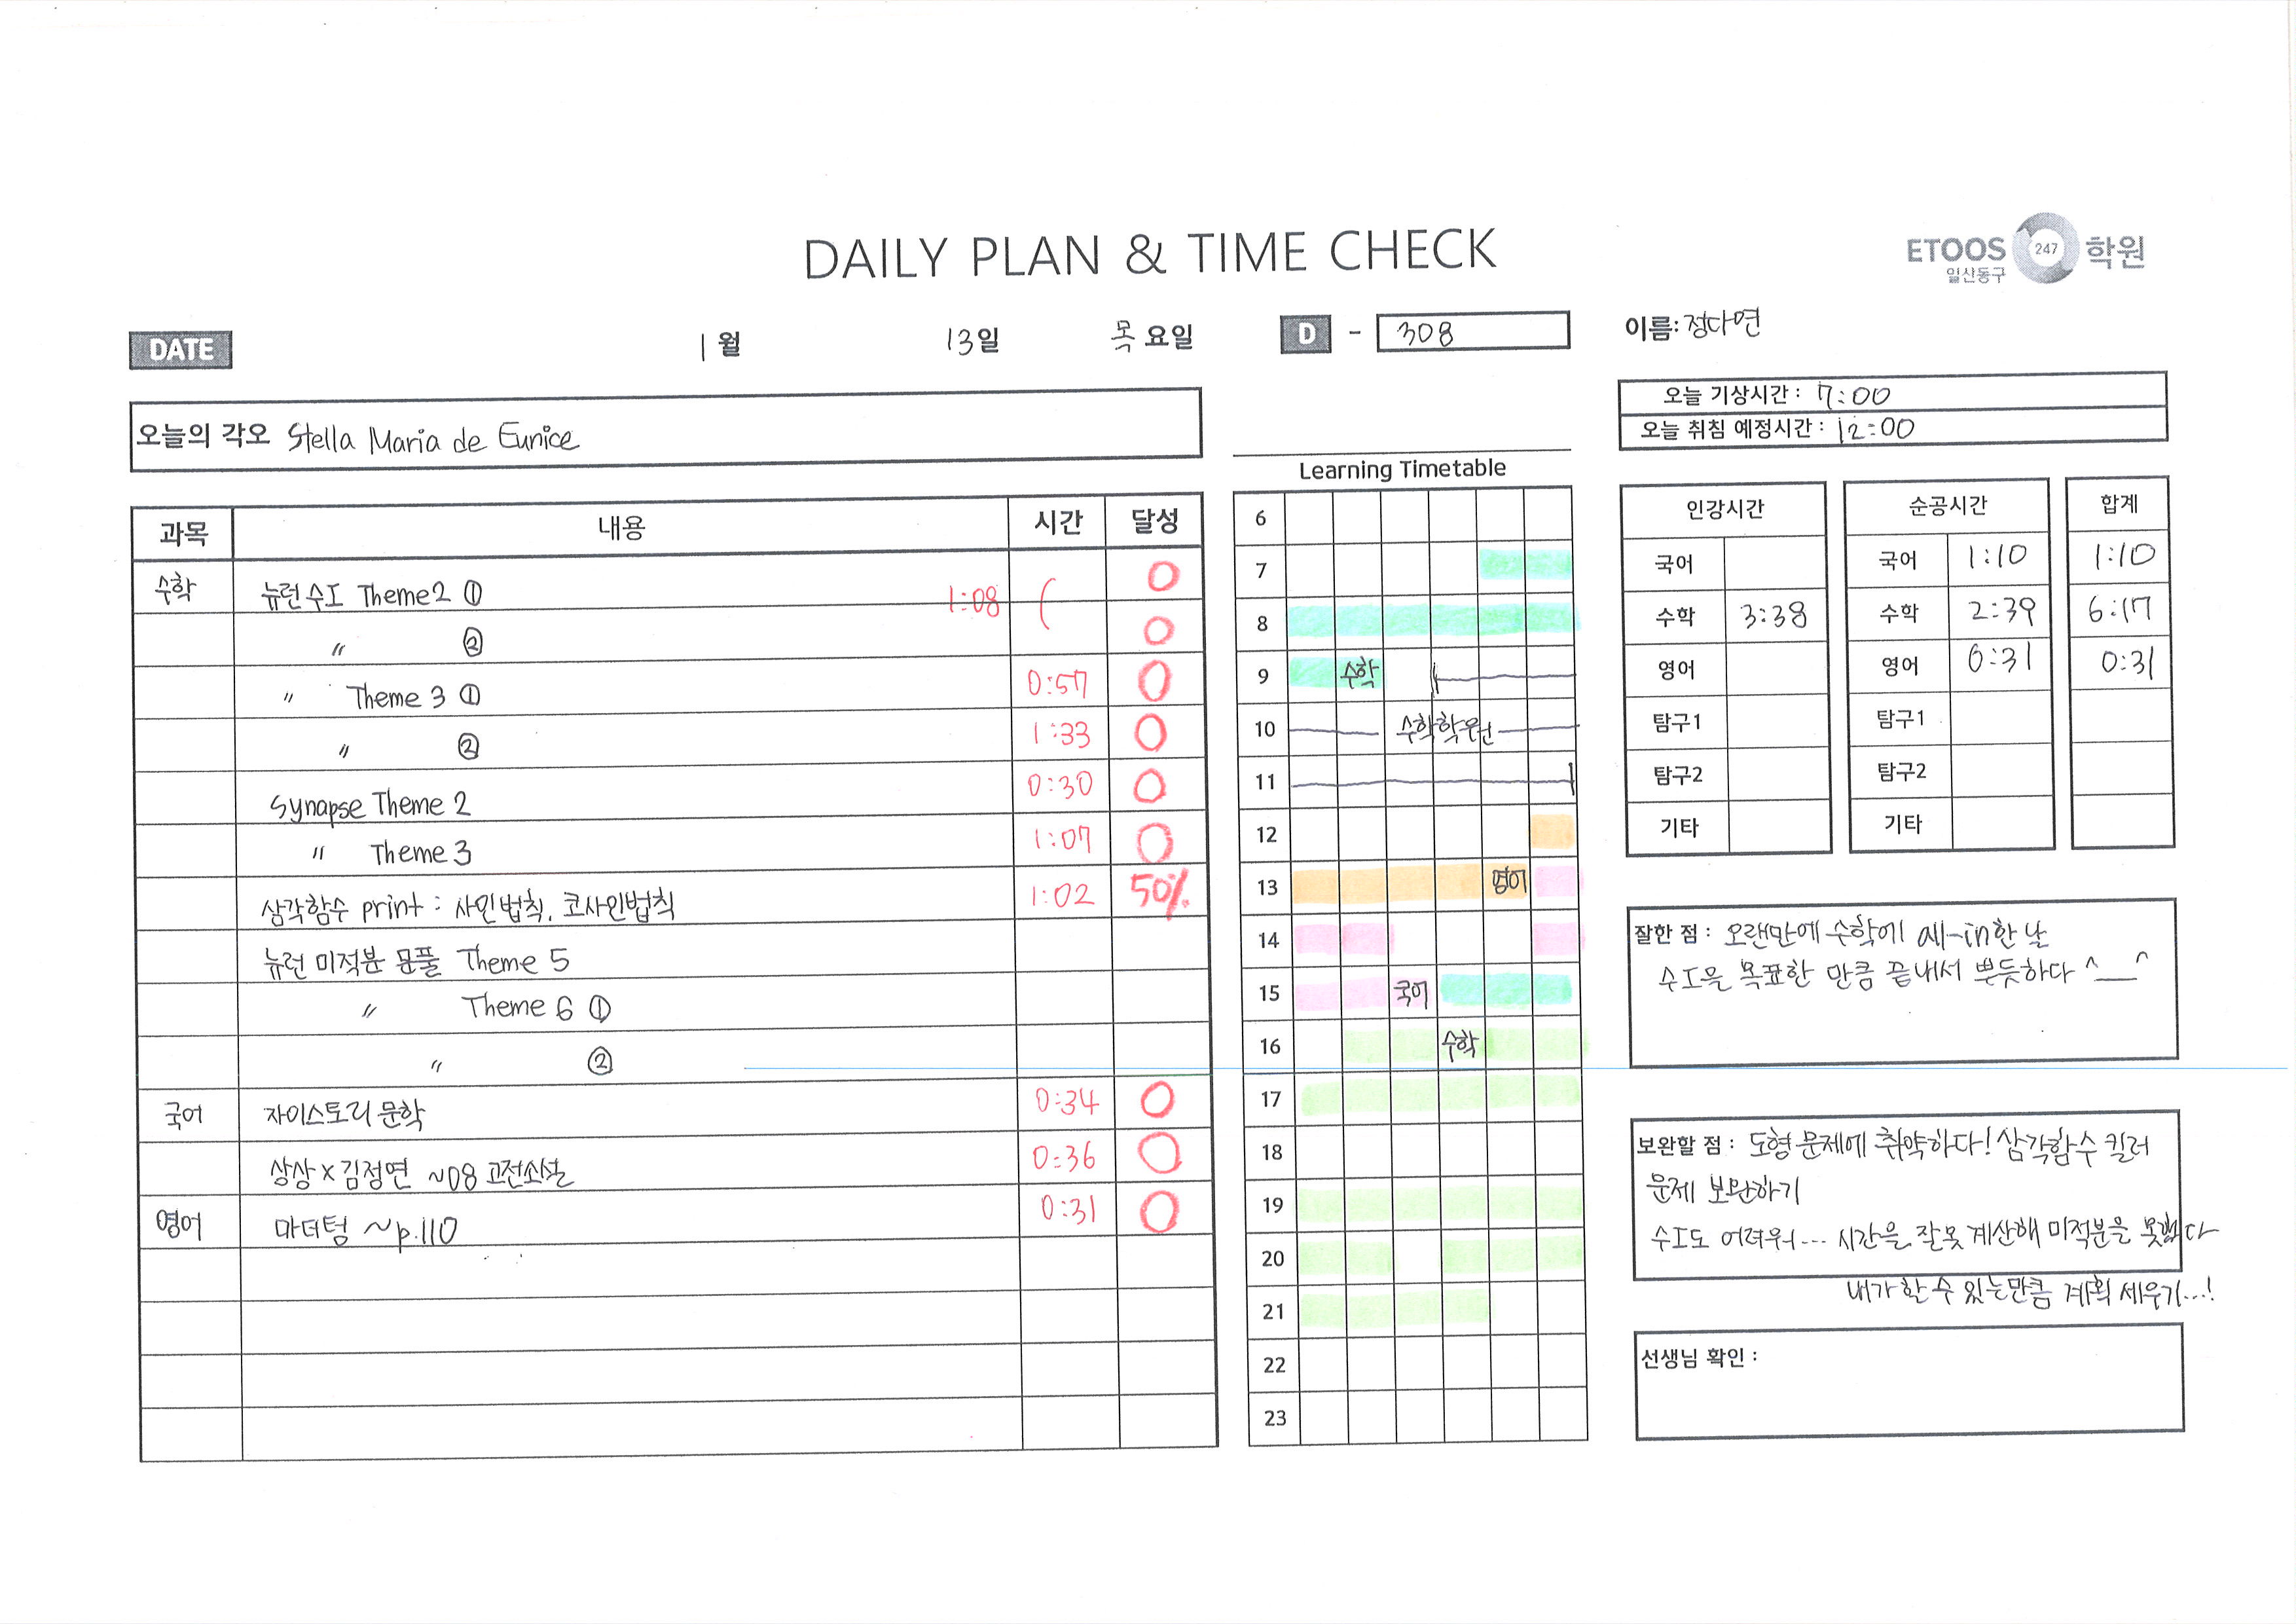 DAILY PLAN & TIME CHECK
ETOOS 247 학원
일산동구
DATE 1월 13일 목요일 D - 308 이름: 정다연
오늘의 각오 Stella Maria de Eunice
오늘 기상시간 : 7:00
오늘 취침 예정시간 : 12:00
과목 내용 시간 달성
수학 뉴런 수I Theme2 ① 1:08 O
〃 ② O
〃 Theme 3 ① 0:57 O
〃 ② 1:33 O
Synapse Theme 2 0:30 O
〃 Theme 3 1:07 O
삼각함수 print : 사인법칙, 코사인법칙 1:02 50%
뉴런 미적분 문풀 Theme 5
〃 Theme 6 ①
〃 ②
국어 자이스토리 문학 0:34 O
상상×김정연 ~08 고전소설 0:36 O
영어 마더텅 ~p.110 0:31 O
Learning Timetable
6
7
8
9 수학
10 수학학원
11
12
13 영어
14
15 국어
16 수학
17
18
19
20
21
22
23
인강시간 순공시간 합계
국어 국어 1:10 1:10
수학 3:38 수학 2:39 6:17
영어 영어 0:31 0:31
탐구1 탐구1
탐구2 탐구2
기타 기타
잘한 점 : 오랜만에 수학에 all-in한 날
수I을 목표한 만큼 끝내서 뿌듯하다 ^__^
보완할 점 : 도형 문제에 취약하다! 삼각함수 킬러
문제 보완하기
수I도 어려워... 시간을 잘못 계산해 미적분을 못했다
내가 할 수 있는만큼 계획 세우기...!
선생님 확인 :